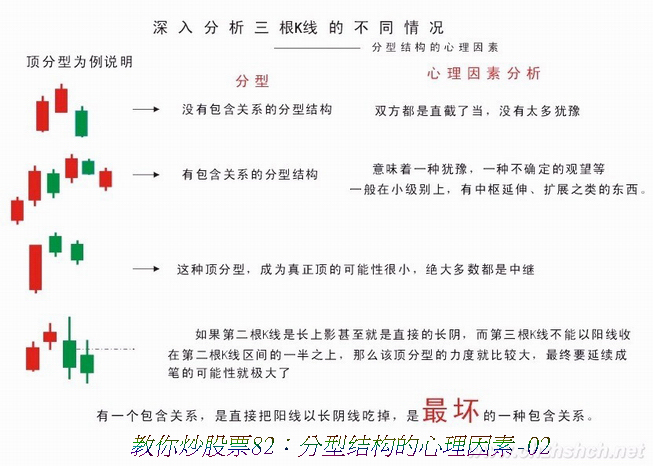 深入分析三根K线的不同情况
分型结构的心理因素
顶分型为例说明
分型
心理因素分析
没有包含关系的分型结构
双方都是直截了当，没有太多犹豫
有包含关系的分型结构
意味着一种犹豫，一种不确定的观望等
一般在小级别上，有中枢延伸、扩展之类的东西。
这种顶分型，成为真正顶的可能性很小，绝大多数都是中继
如果第二根K线是长上影甚至就是直接的长阴，而第三根K线不能以阳线收
在第二根K线区间的一半之上，那么该顶分型的力度就比较大，最终要延续成
笔的可能性就极大了
有一个包含关系，是直接把阳线以长阴线吃掉，是最坏的一种包含关系。
教你炒股票82：分型结构的心理因素_02